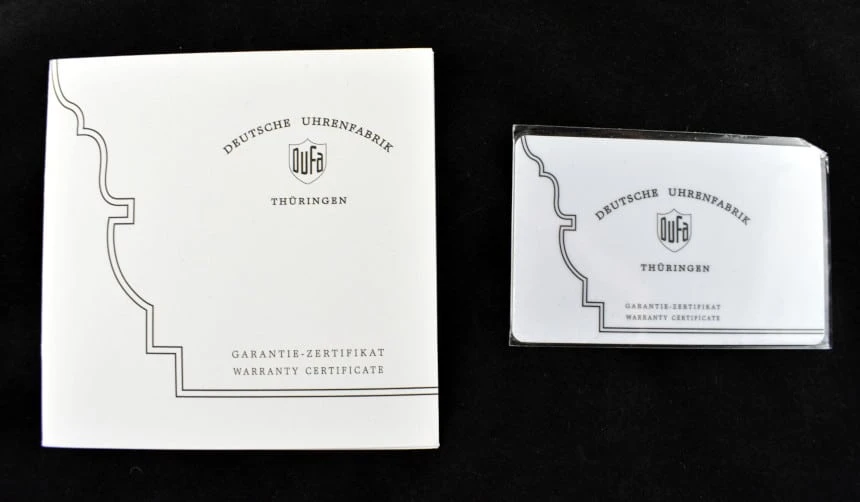 DEUTSCHE UHRENFABRIK
DUFA
THÜRINGEN
GARANTIE-ZERTIFIKAT
WARRANTY CERTIFICATE
DEUTSCHE UHRENFABRIK
DUFA
THÜRINGEN
GARANTIE-ZERTIFIKAT
WARRANTY CERTIFICATE